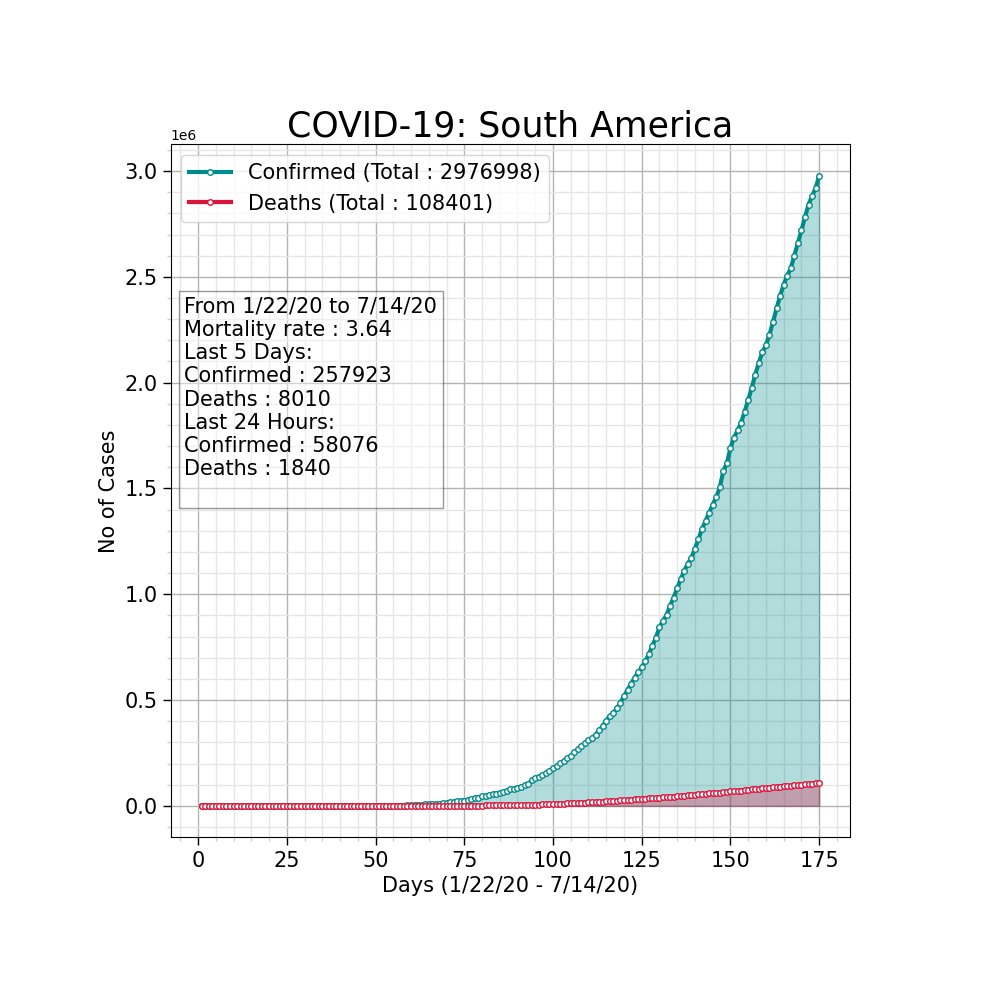 COVID-19: South America
1e6
3.0
2.5
2.0
1.5
1.0
0.5
0.0
No of Cases
Confirmed (Total : 2976998)
Deaths (Total : 108401)
From 1/22/20 to 7/14/20
Mortality rate : 3.64
Last 5 Days:
Confirmed : 257923
Deaths : 8010
Last 24 Hours:
Confirmed : 58076
Deaths : 1840
0 25 50 75 100 125 150 175
Days (1/22/20 - 7/14/20)